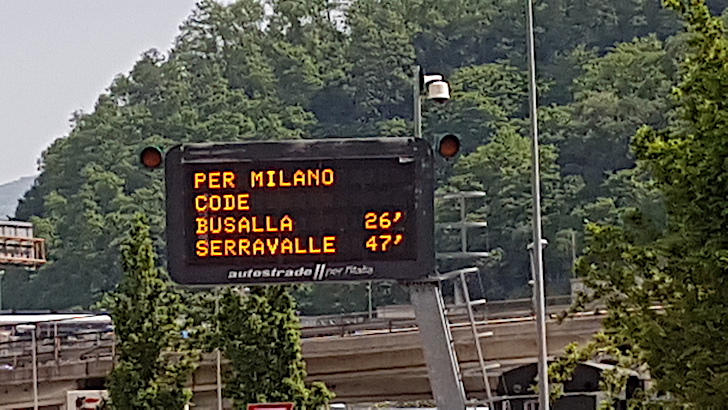 PER MILANO
CODE
BUSALLA 26'
SERRAVALLE 47'
autostrade // per l'italia